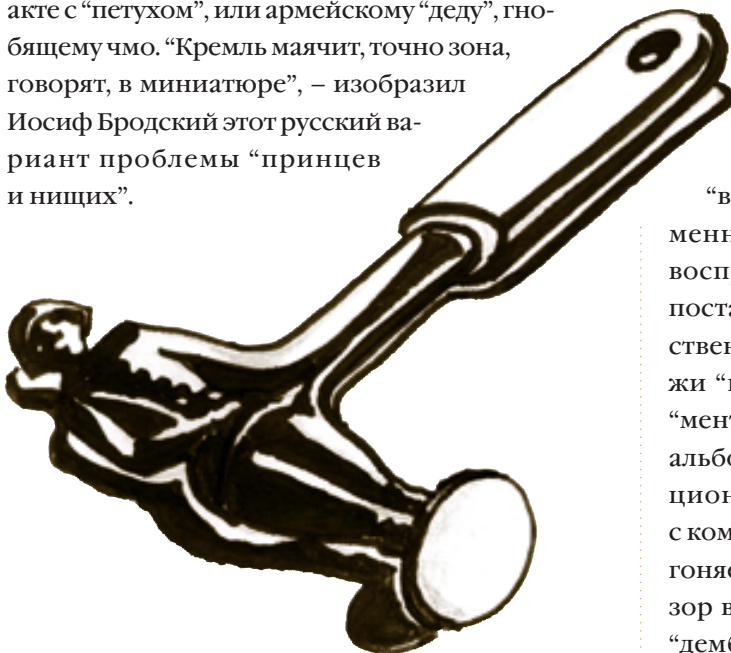 акте с “петухом”, или армейскому “деду”, гно-
бящему чмо. “Кремль маячит, точно зона,
говорят, в миниатюре”, – изобразил
Иосиф Бродский этот русский ва-
риант проблемы “принцев
и нищих”.
“в
менн
восп
поста
ствен
жи “
“мент
альбо
цион
с ком
гоняе
зор в
“демб